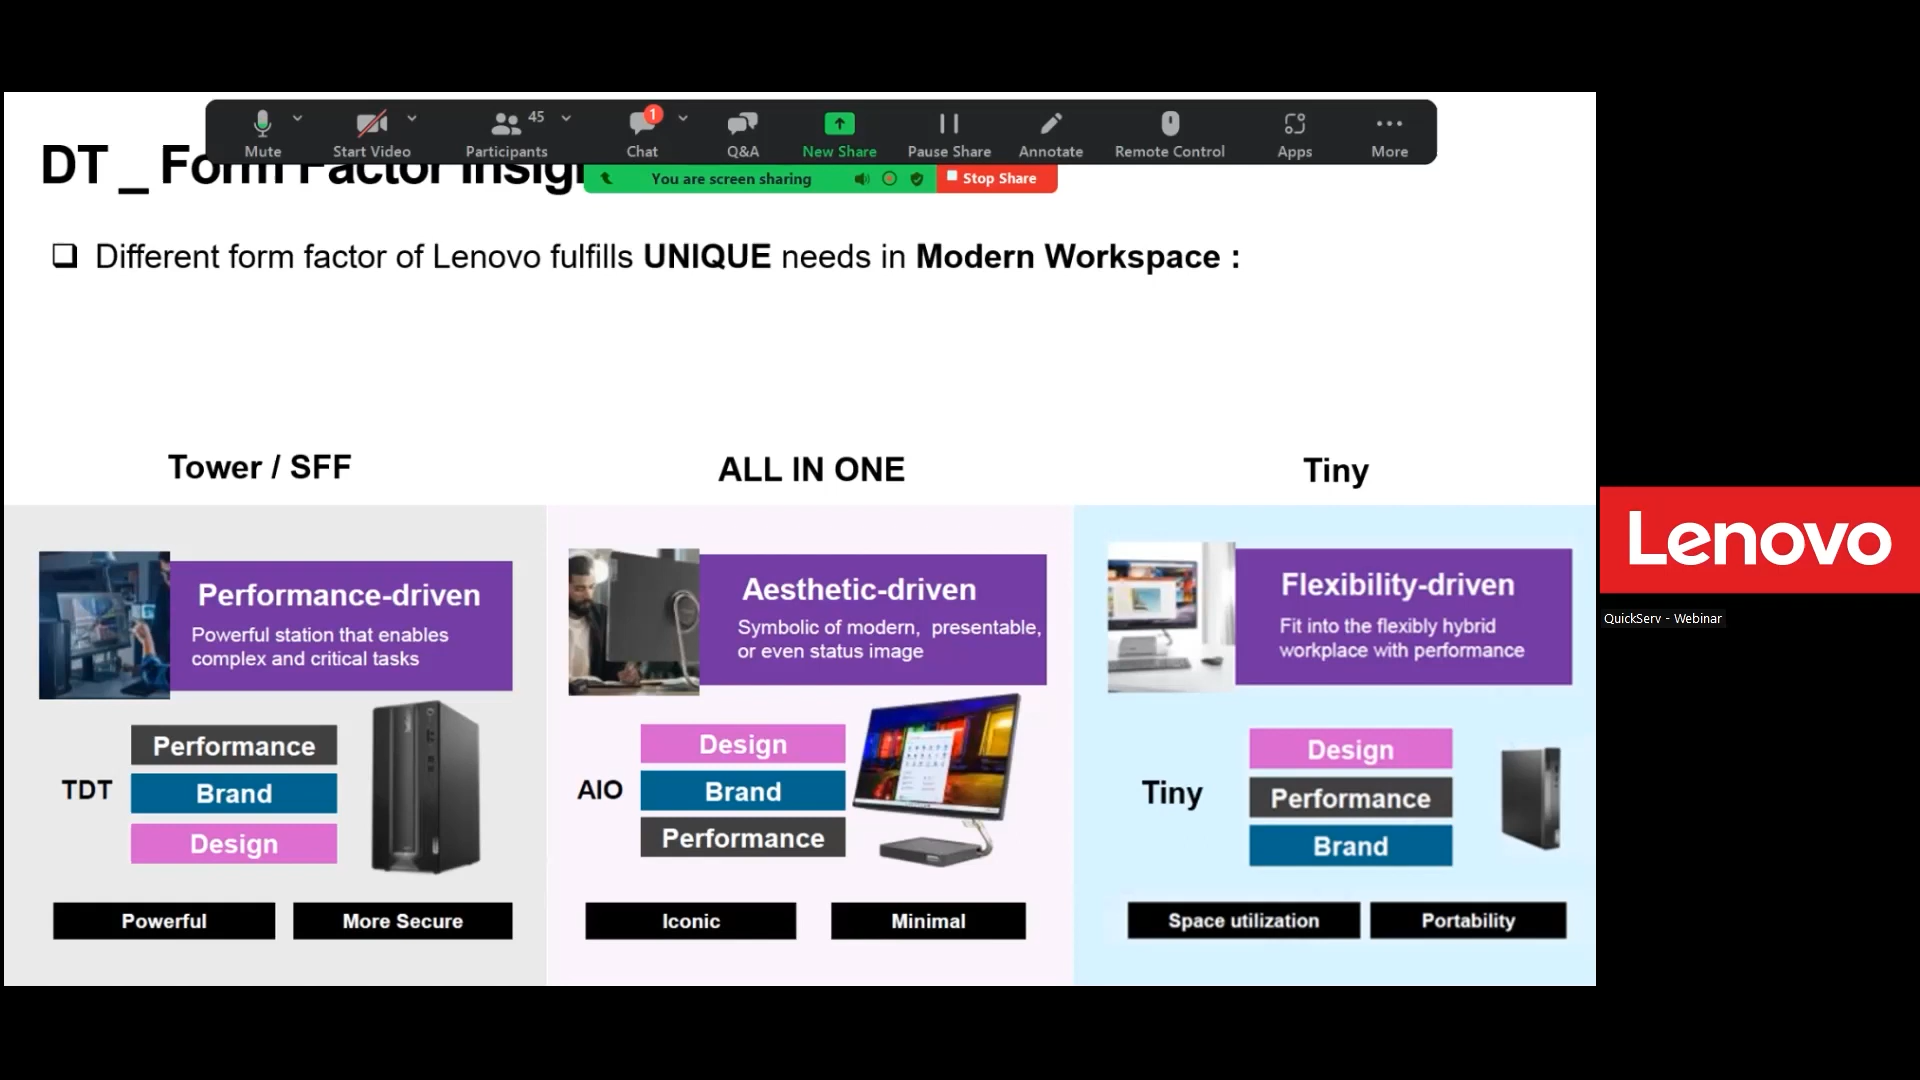 Mute
Start Video
Participants
45
Chat
1
Q&A
New Share
Pause Share
Annotate
Remote Control
Apps
More
DT _ Form Factor
You are screen sharing
Stop Share
Different form factor of Lenovo fulfills UNIQUE needs in Modern Workspace :
Tower / SFF
Performance-driven
Powerful station that enables
complex and critical tasks
TDT
Performance
Brand
Design
Powerful
More Secure
ALL IN ONE
Aesthetic-driven
Symbolic of modern,  presentable,
or even status image
AIO
Design
Brand
Performance
Iconic
Minimal
Tiny
Flexibility-driven
Fit into the flexibly hybrid
workplace with performance
Tiny
Design
Performance
Brand
Space utilization
Portability
Lenovo
QuickServ - Webinar